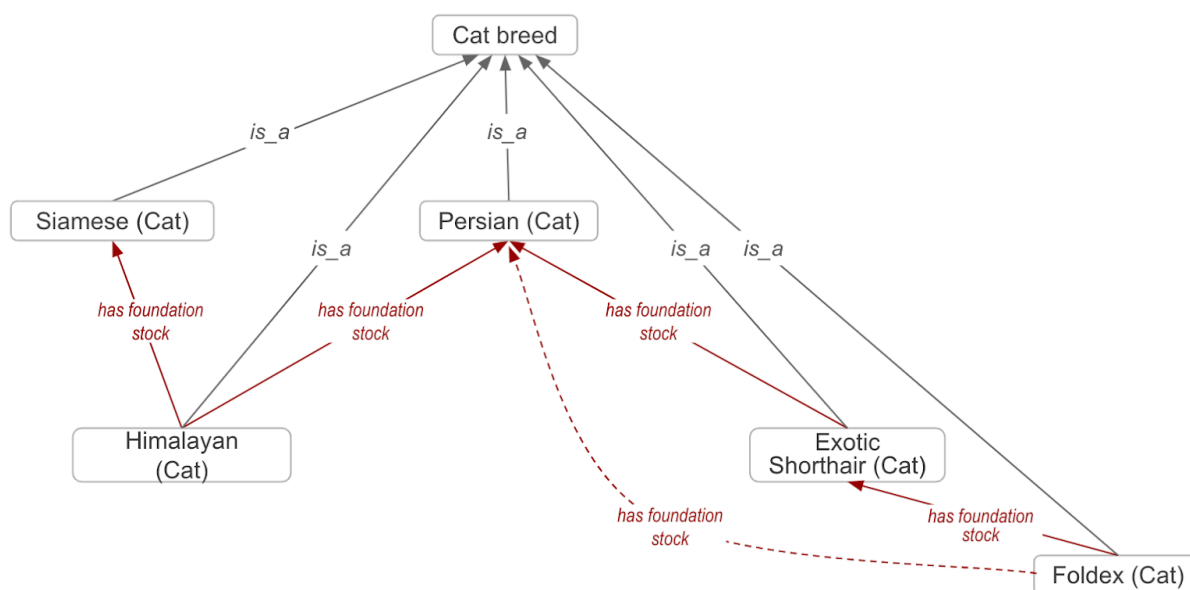 Cat breed
is_a
is_a
Siamese (Cat)
Persian (Cat)
is_a
is_a
is_a
has foundation
stock
has foundation
stock
has foundation
stock
Himalayan
(Cat)
Exotic
Shorthair (Cat)
has foundation
stock
has foundation
stock
Foldex (Cat)